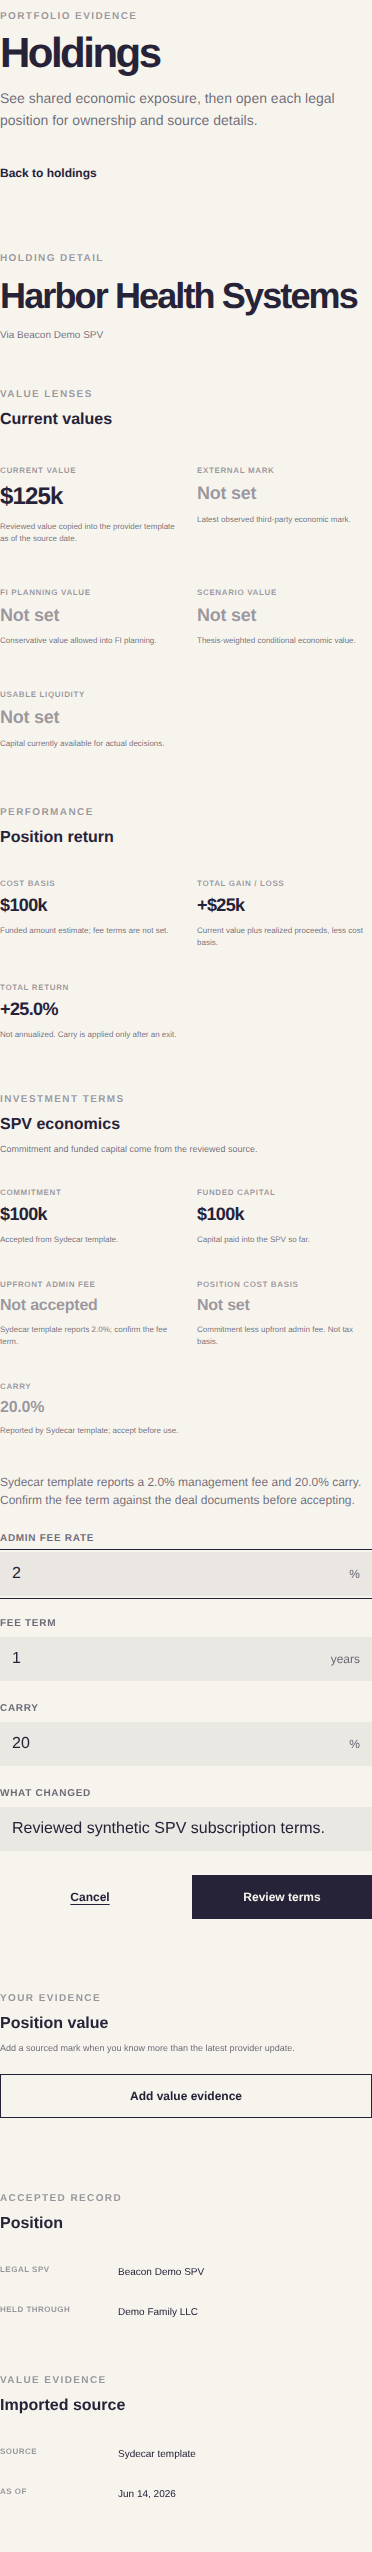 PORTFOLIO EVIDENCE
Holdings
See shared economic exposure, then open each legal
position for ownership and source details.
Back to holdings
HOLDING DETAIL
Harbor Health Systems
Via Beacon Demo SPV
VALUE LENSES
Current values
CURRENT VALUE
$125k
Reviewed value copied into the provider template
as of the source date.
EXTERNAL MARK
Not set
Latest observed third-party economic mark.
FI PLANNING VALUE
Not set
Conservative value allowed into FI planning.
SCENARIO VALUE
Not set
Thesis-weighted conditional economic value.
USABLE LIQUIDITY
Not set
Capital currently available for actual decisions.
PERFORMANCE
Position return
COST BASIS
$100k
Funded amount estimate; fee terms are not set.
TOTAL GAIN / LOSS
+$25k
Current value plus realized proceeds, less cost
basis.
TOTAL RETURN
+25.0%
Not annualized. Carry is applied only after an exit.
INVESTMENT TERMS
SPV economics
Commitment and funded capital come from the reviewed source.
COMMITMENT
$100k
Accepted from Sydecar template.
FUNDED CAPITAL
$100k
Capital paid into the SPV so far.
UPFRONT ADMIN FEE
Not accepted
Sydecar template reports 2.0%; confirm the fee
term.
POSITION COST BASIS
Not set
Commitment less upfront admin fee. Not tax
basis.
CARRY
20.0%
Reported by Sydecar template; accept before use.
Sydecar template reports a 2.0% management fee and 20.0% carry.
Confirm the fee term against the deal documents before accepting.
ADMIN FEE RATE
2 %
FEE TERM
1 years
CARRY
20 %
WHAT CHANGED
Reviewed synthetic SPV subscription terms.
Cancel Review terms
YOUR EVIDENCE
Position value
Add a sourced mark when you know more than the latest provider update.
Add value evidence
ACCEPTED RECORD
Position
LEGAL SPV Beacon Demo SPV
HELD THROUGH Demo Family LLC
VALUE EVIDENCE
Imported source
SOURCE Sydecar template
AS OF Jun 14, 2026